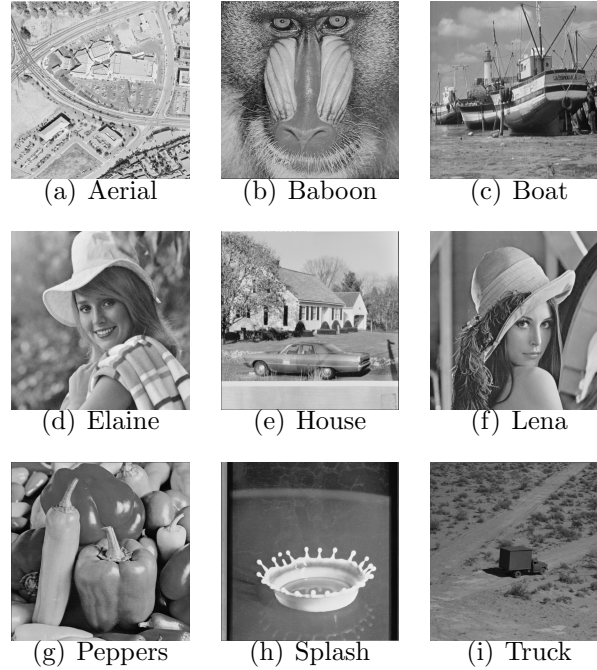 (a) Aerial
(b) Baboon
(c) Boat
(d) Elaine
(e) House
(f) Lena
(g) Peppers
(h) Splash
(i) Truck